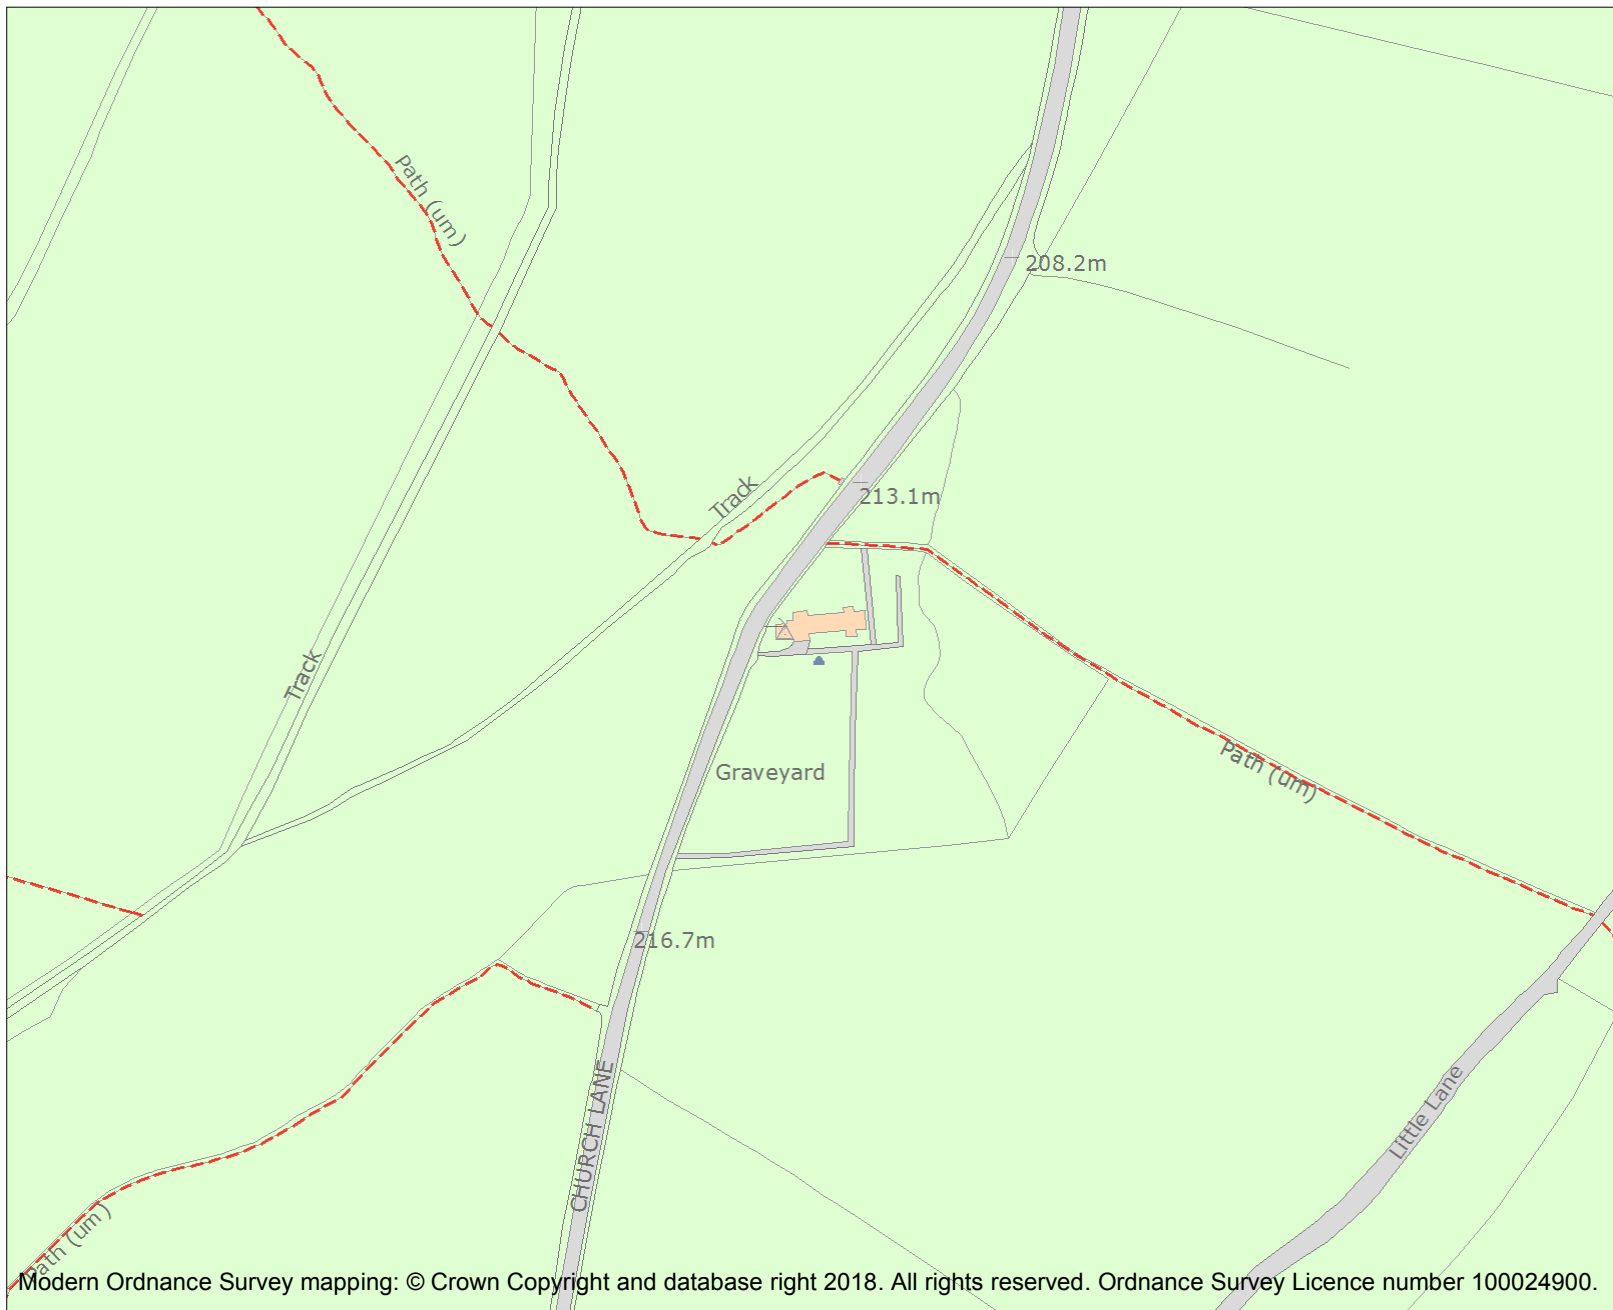 Path (um)
208.2m
Track
213.1m
Track
Graveyard
Path (um)
216.7m
CHURCH LANE
Little Lane
Path (um)
Modern Ordnance Survey mapping: © Crown Copyright and database right 2018. All rights reserved. Ordnance Survey Licence number 100024900.